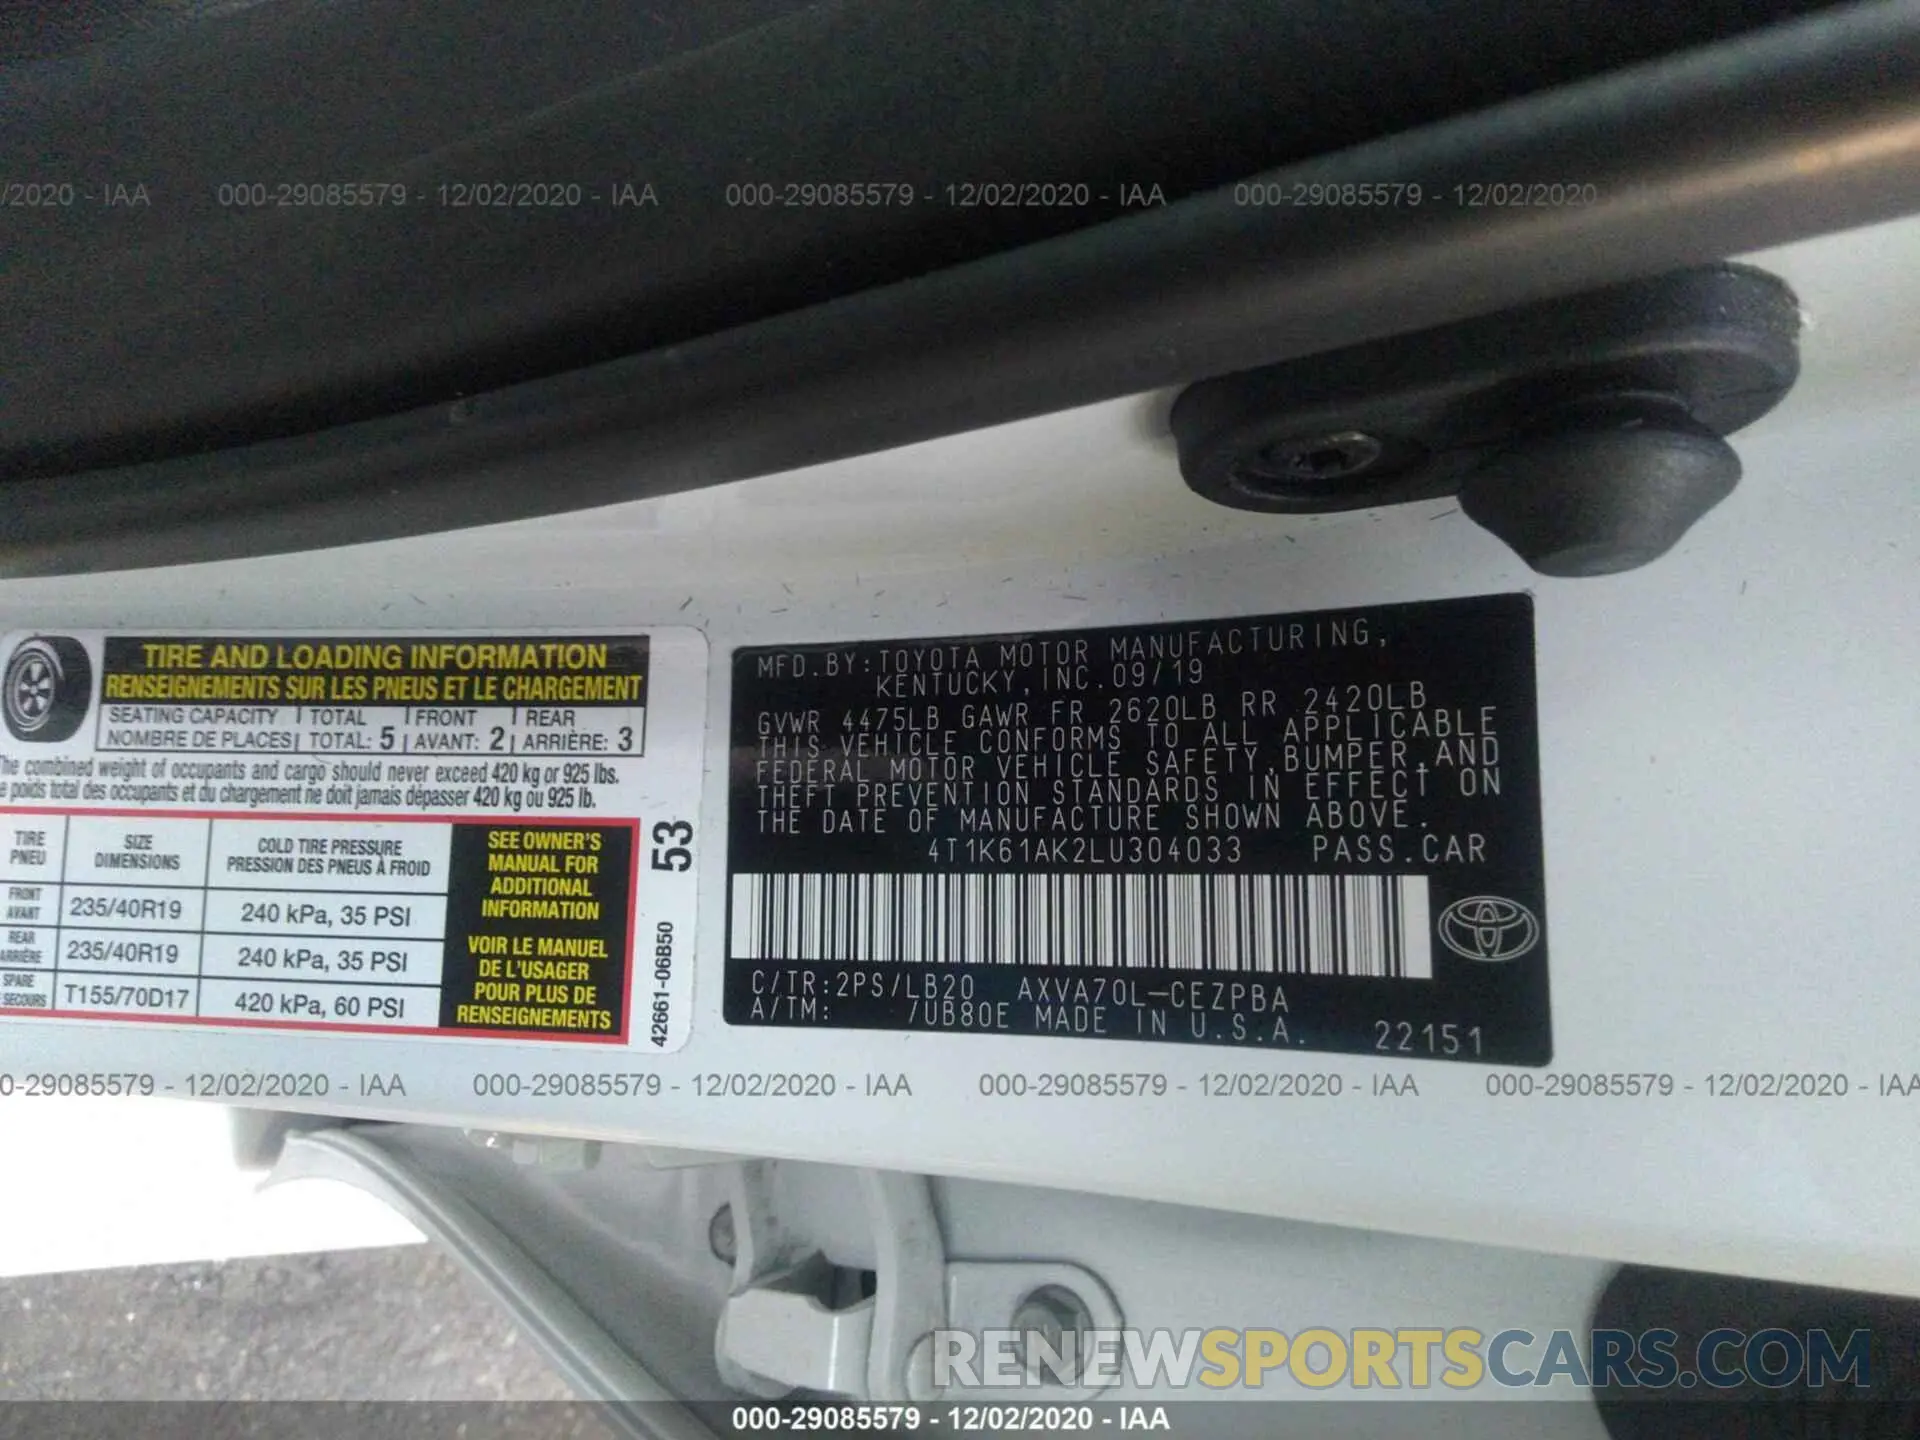 /2020 - IAA 000-29085579 - 12/02/2020 - IAA 000-29085579 - 12/02/2020 - IAA 000-29085579 - 12/02/2020
TIRE AND LOADING INFORMATION
RENSEIGNEMENTS SUR LES PNEUS ET LE CHARGEMENT
SEATING CAPACITY TOTAL FRONT REAR
NOMBRE DE PLACES TOTAL: 5 AVANT: 2 ARRIÈRE: 3
The combined weight of occupants and cargo should never exceed 420 kg or 925 lbs.
poids total des occupants et du chargement ne doit jamais dépasser 420 kg ou 925 lb.
TIRE SIZE COLD TIRE PRESSURE
PNEU DIMENSIONS PRESSION DES PNEUS À FROID
FRONT
AVANT 235/40R19 240 kPa, 35 PSI
REAR
ARRIÈRE 235/40R19 240 kPa, 35 PSI
SPARE
SECOURS T155/70D17 420 kPa, 60 PSI
SEE OWNER'S
MANUAL FOR
ADDITIONAL
INFORMATION
VOIR LE MANUEL
DE L'USAGER
POUR PLUS DE
RENSEIGNEMENTS
53
42661-06B50
MFD.BY:TOYOTA MOTOR MANUFACTURING,
KENTUCKY,INC.09/19
GVWR 4475LB GAWR FR 2620LB RR 2420LB
THIS VEHICLE CONFORMS TO ALL APPLICABLE
FEDERAL MOTOR VEHICLE SAFETY,BUMPER,AND
THEFT PREVENTION STANDARDS IN EFFECT ON
THE DATE OF MANUFACTURE SHOWN ABOVE.
4T1K61AK2LU304033 PASS.CAR
C/TR:2PS/LB20 AXVA70L-CEZPBA
A/TM: /UB80E MADE IN U.S.A. 22151
0-29085579 - 12/02/2020 - IAA 000-29085579 - 12/02/2020 - IAA 000-29085579 - 12/02/2020 - IAA 000-29085579 - 12/02/2020 - IAA
RENEWSPORTSCARS.COM
000-29085579 - 12/02/2020 - IAA